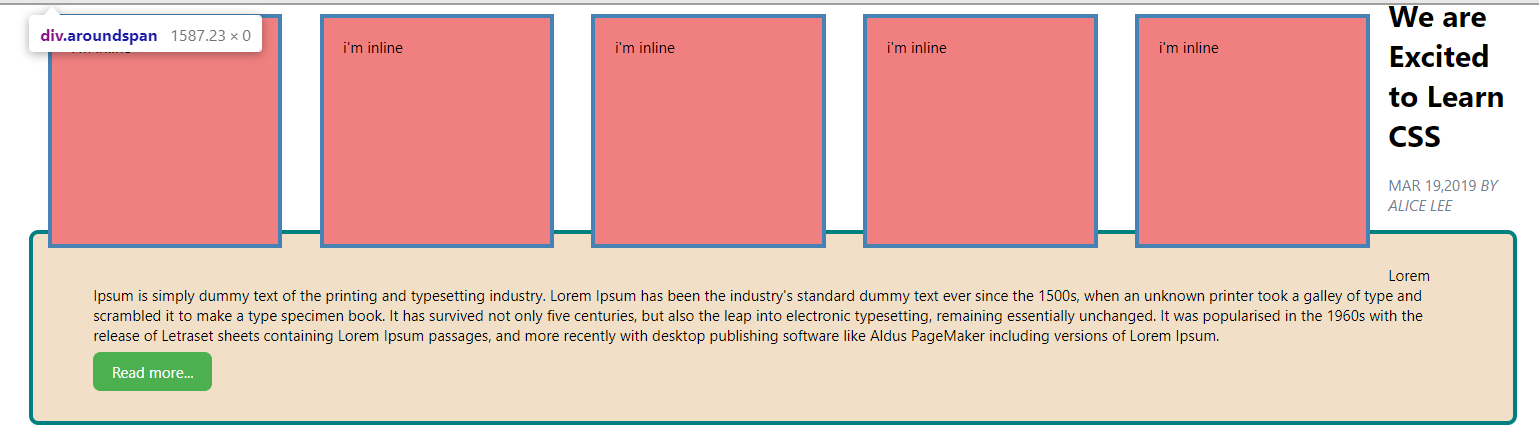 div.aroundspan 1587.23 × 0
i'm inline
i'm inline
i'm inline
i'm inline
i'm inline
We are
Excited
to Learn
CSS
MAR 19,2019 BY
ALICE LEE
Lorem
Ipsum is simply dummy text of the printing and typesetting industry. Lorem Ipsum has been the industry's standard dummy text ever since the 1500s, when an unknown printer took a galley of type and
scrambled it to make a type specimen book. It has survived not only five centuries, but also the leap into electronic typesetting, remaining essentially unchanged. It was popularised in the 1960s with the
release of Letraset sheets containing Lorem Ipsum passages, and more recently with desktop publishing software like Aldus PageMaker including versions of Lorem Ipsum.
Read more...